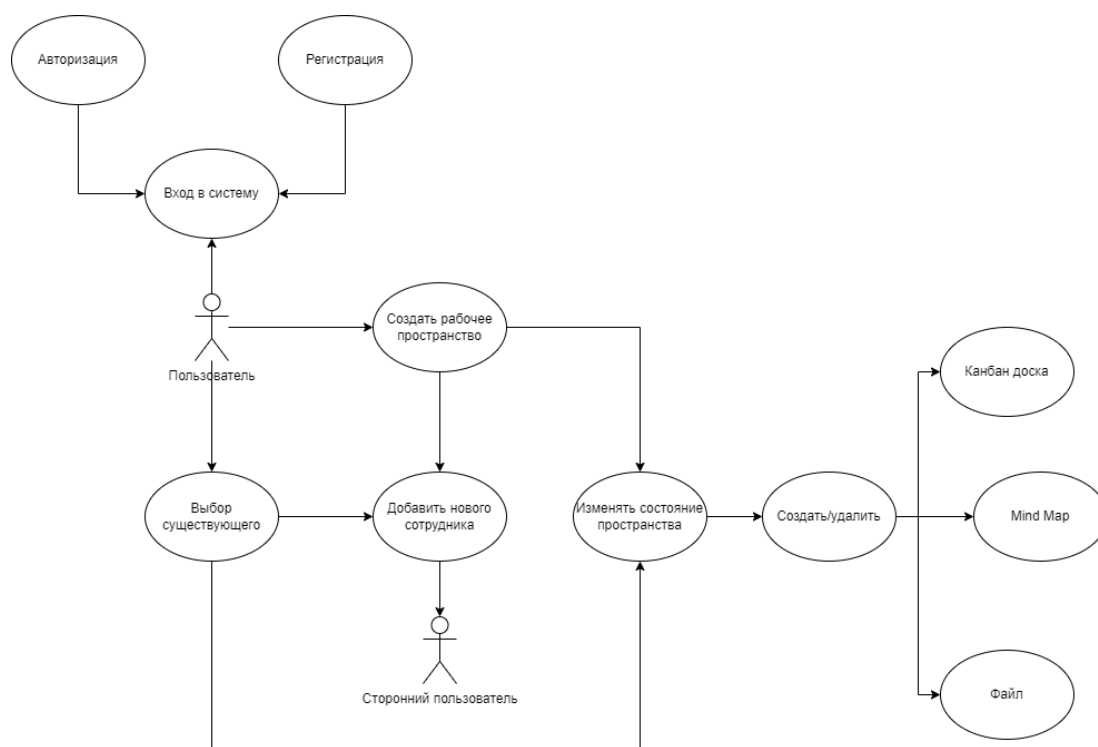 Авторизация
Регистрация
Вход в систему
Создать рабочее
пространство
Пользователь
Канбан доска
Выбор
существующего
Добавить нового
сотрудника
Изменять состояние
пространства
Создать/удалить
Mind Map
Сторонний пользователь
Файл